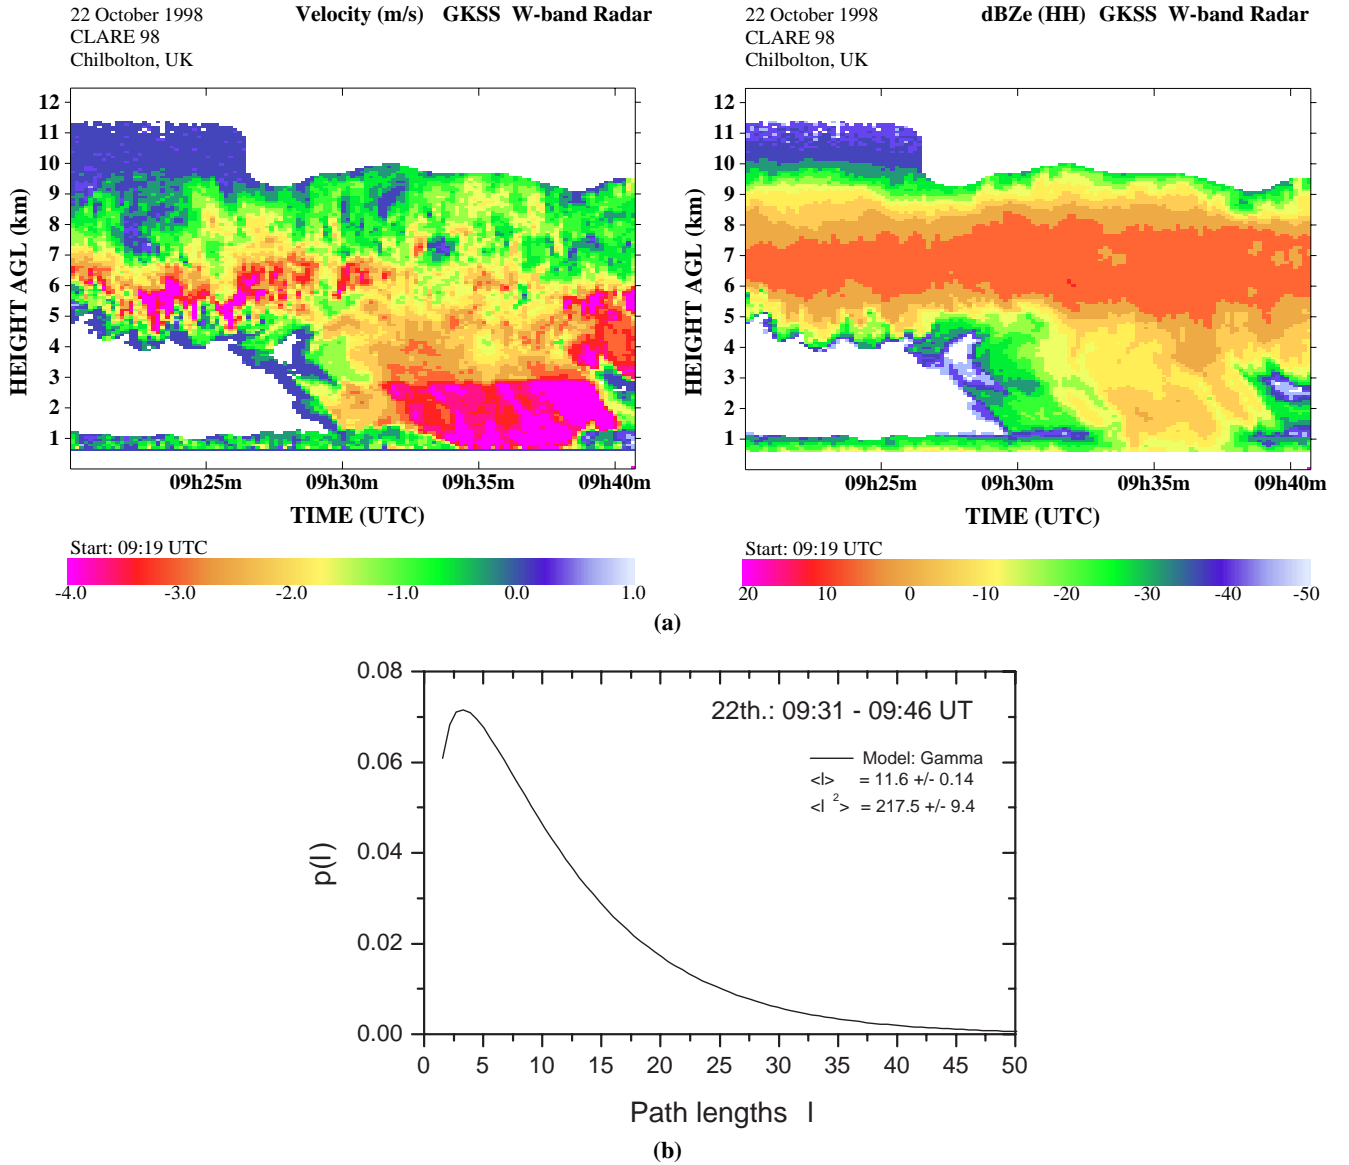 22 October 1998 Velocity (m/s) GKSS W-band Radar
CLARE 98
Chilbolton, UK
12
11
10
9
8
7
6
5
4
3
2
1
HEIGHT AGL (km)
09h25m 09h30m 09h35m 09h40m
TIME (UTC)
Start: 09:19 UTC
-4.0 -3.0 -2.0 -1.0 0.0 1.0
22 October 1998 dBZe (HH) GKSS W-band Radar
CLARE 98
Chilbolton, UK
12
11
10
9
8
7
6
5
4
3
2
1
HEIGHT AGL (km)
09h25m 09h30m 09h35m 09h40m
TIME (UTC)
Start: 09:19 UTC
20 10 0 -10 -20 -30 -40 -50
(a)
0.08
0.06
0.04
0.02
0.00
p(l)
22th.: 09:31 - 09:46 UT
Model: Gamma
<l> = 11.6 +/- 0.14
<l ²> = 217.5 +/- 9.4
0 5 10 15 20 25 30 35 40 45 50
Path lengths l
(b)